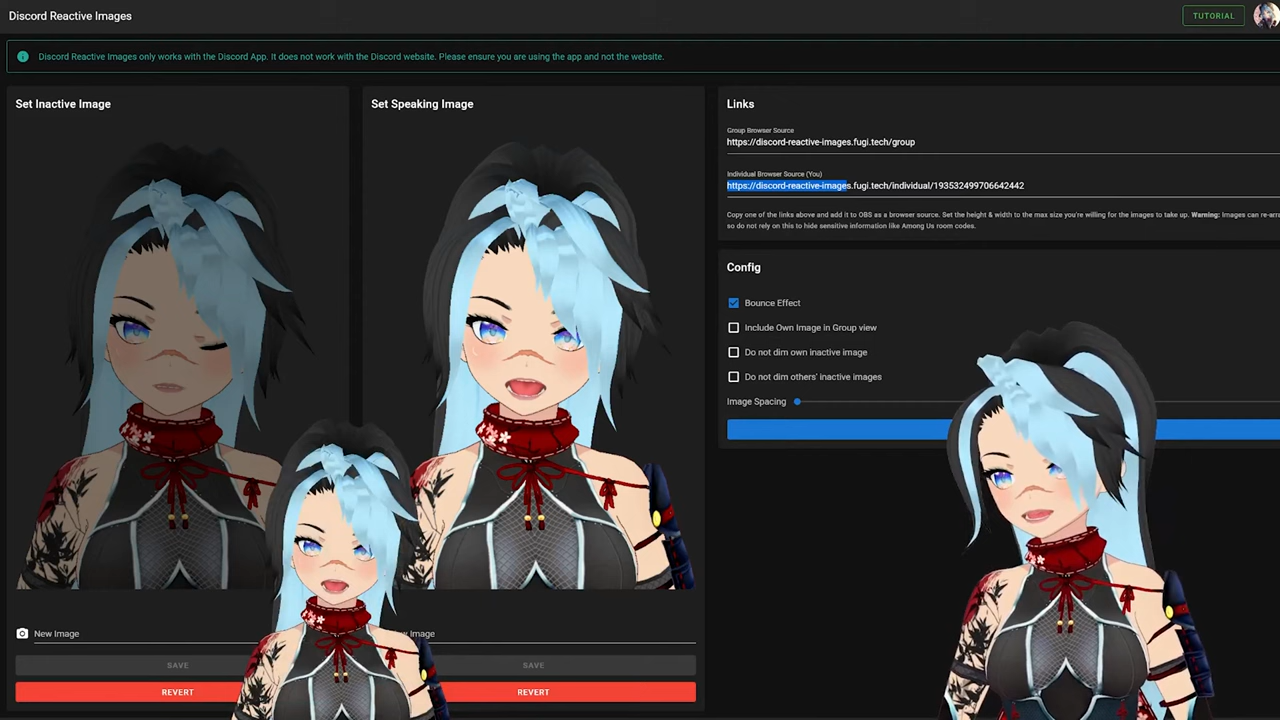 Discord Reactive Images
TUTORIAL
Discord Reactive Images only works with the Discord App. It does not work with the Discord website. Please ensure you are using the app and not the website.
Set Inactive Image
Set Speaking Image
Links
Group Browser Source
https://discord-reactive-images.fugi.tech/group
Individual Browser Source (You)
https://discord-reactive-images.fugi.tech/individual/193532499706642442
Copy one of the links above and add it to OBS as a browser source. Set the height & width to the max size you're willing for the images to take up. Warning: Images can
so do not rely on this to hide sensitive information like Among Us room codes.
Config
Bounce Effect
Include Own Image in Group view
Do not dim own inactive image
Do not dim others' inactive images
Image Spacing
New Image
Image
SAVE
SAVE
REVERT
REVERT